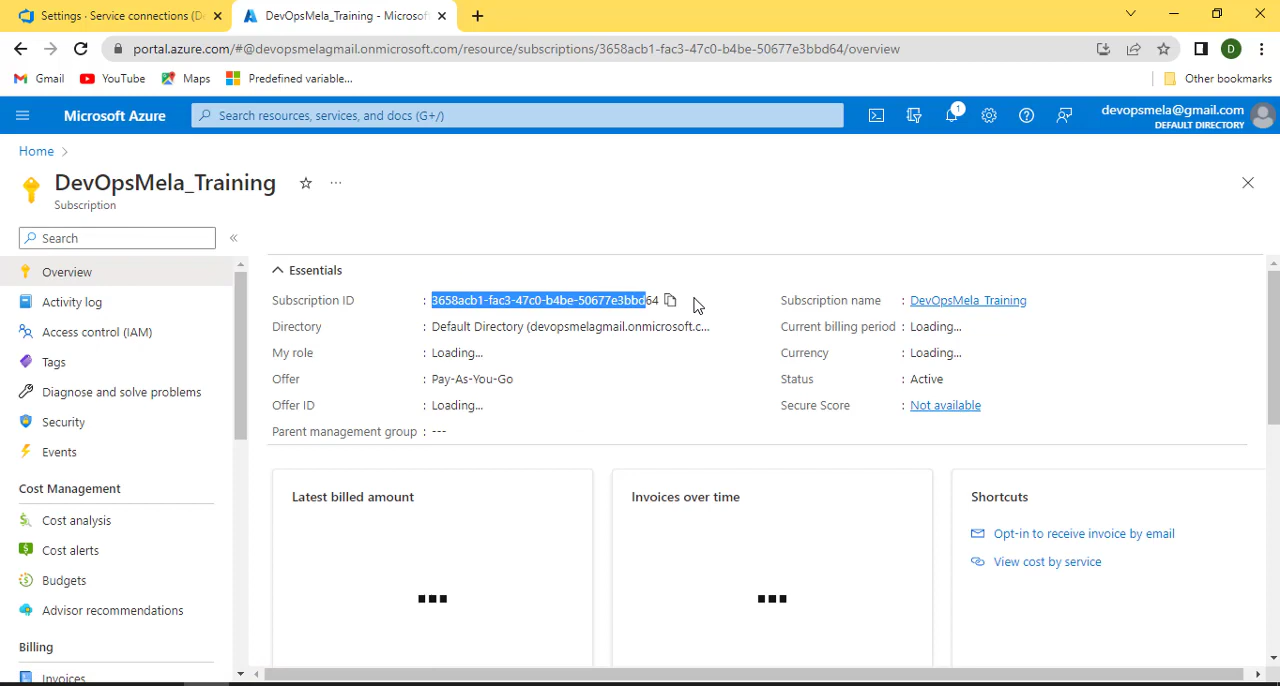 Settings · Service connections (D
DevOpsMela_Training - Microsof
portal.azure.com/#@devopsmelagmail.onmicrosoft.com/resource/subscriptions/3658acb1-fac3-47c0-b4be-50677e3bbd64/overview
D
Gmail
YouTube
Maps
Predefined variable...
Other bookmarks
Microsoft Azure
Search resources, services, and docs (G+/)
1
devopsmela@gmail.com
DEFAULT DIRECTORY
Home
DevOpsMela_Training
Subscription
Search
Overview
Activity log
Access control (IAM)
Tags
Diagnose and solve problems
Security
Events
Cost Management
Cost analysis
Cost alerts
Budgets
Advisor recommendations
Billing
Invoices
Essentials
Subscription ID : 3658acb1-fac3-47c0-b4be-50677e3bbd64
Directory : Default Directory (devopsmelagmail.onmicrosoft.c...
My role : Loading...
Offer : Pay-As-You-Go
Offer ID : Loading...
Parent management group : ---
Subscription name : DevOpsMela_Training
Current billing period : Loading...
Currency : Loading...
Status : Active
Secure Score : Not available
Latest billed amount
Invoices over time
Shortcuts
Opt-in to receive invoice by email
View cost by service